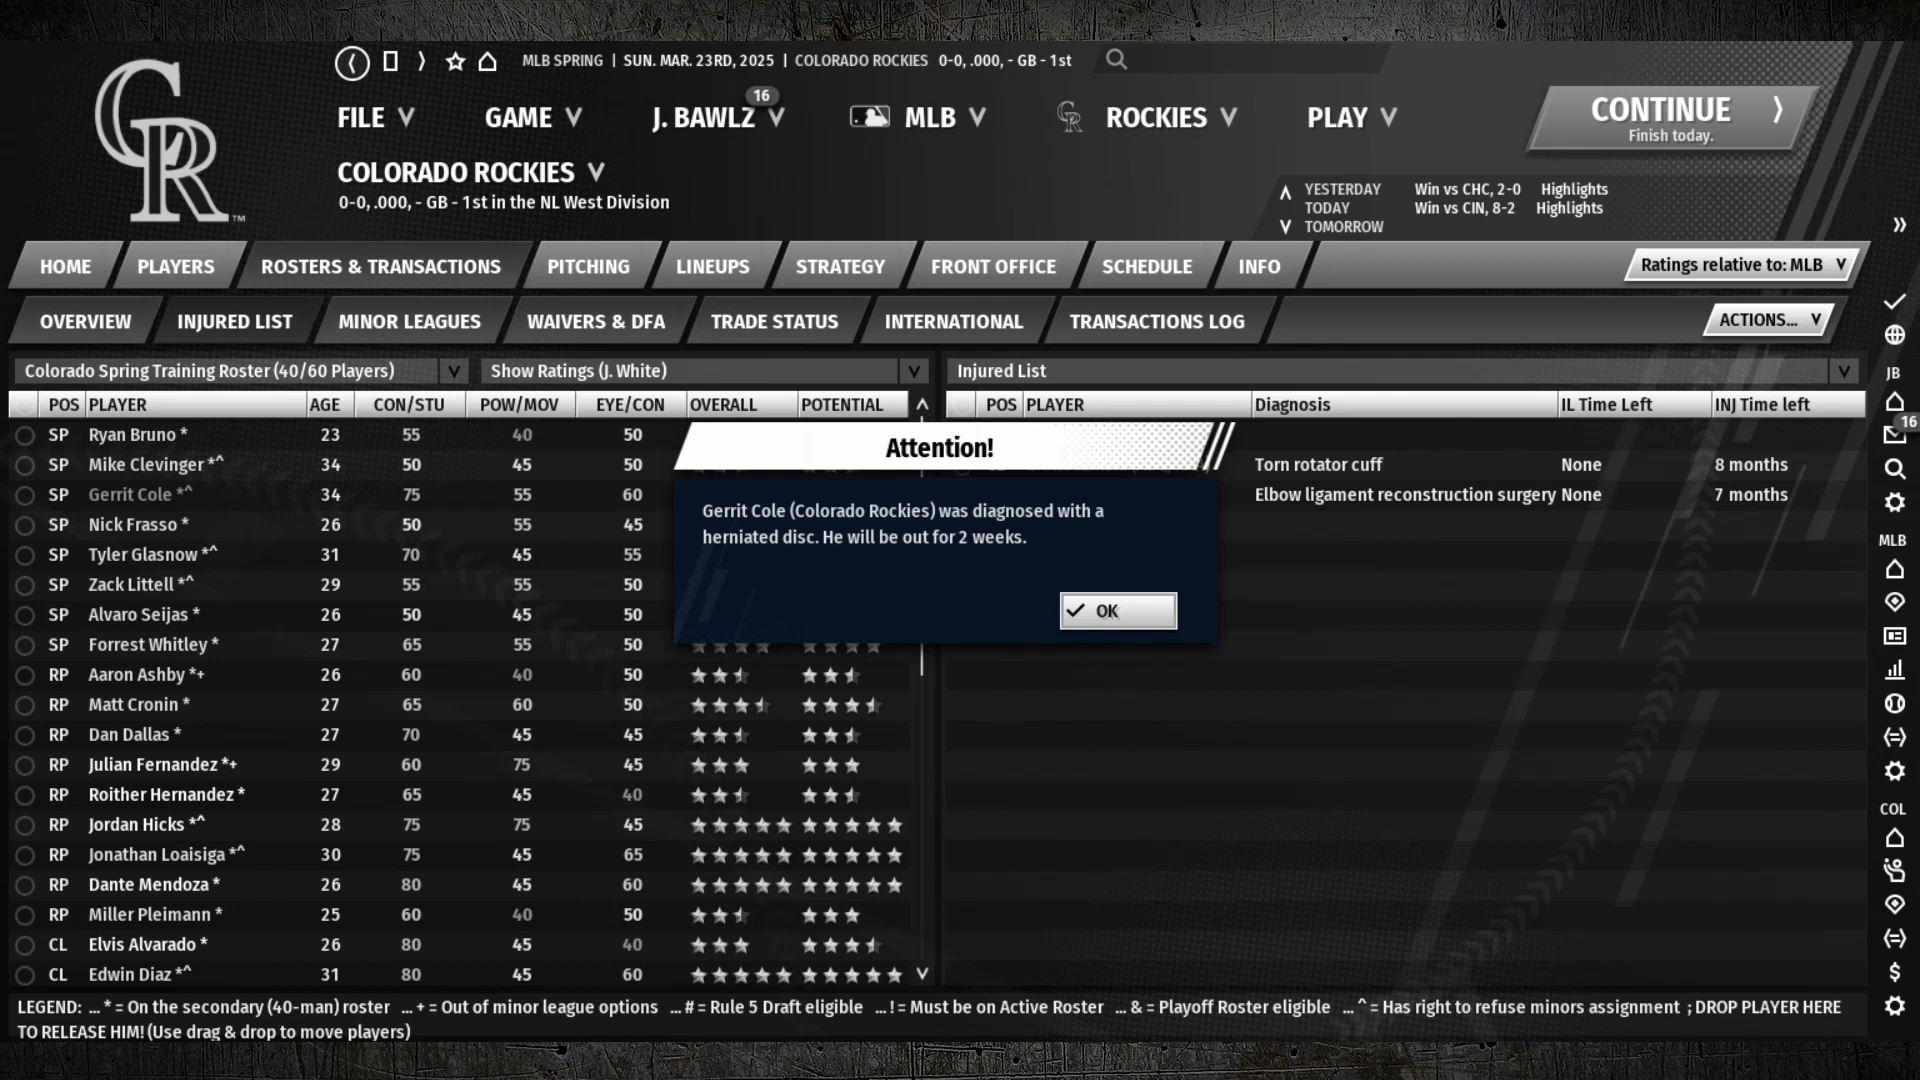 MLB SPRING | SUN. MAR. 23RD, 2025 | COLORADO ROCKIES 0-0, .000, - GB - 1st
FILE GAME J. BAWLZ 16 MLB ROCKIES PLAY
CONTINUE
Finish today.
CR
TM
COLORADO ROCKIES
0-0, .000, - GB - 1st in the NL West Division
YESTERDAY Win vs CHC, 2-0 Highlights
TODAY Win vs CIN, 8-2 Highlights
TOMORROW
HOME PLAYERS ROSTERS & TRANSACTIONS PITCHING LINEUPS STRATEGY FRONT OFFICE SCHEDULE INFO
Ratings relative to: MLB
OVERVIEW INJURED LIST MINOR LEAGUES WAIVERS & DFA TRADE STATUS INTERNATIONAL TRANSACTIONS LOG
ACTIONS...
Colorado Spring Training Roster (40/60 Players) Show Ratings (J. White)
POS PLAYER AGE CON/STU POW/MOV EYE/CON OVERALL POTENTIAL
SP Ryan Bruno * 23 55 40 50
SP Mike Clevinger *^ 34 50 45 50
SP Gerrit Cole *^ 34 75 55 60
SP Nick Frasso * 26 50 55 45
SP Tyler Glasnow *^ 31 70 45 55
SP Zack Littell *^ 29 55 55 50
SP Alvaro Seijas * 26 50 45 50
SP Forrest Whitley * 27 65 55 50
RP Aaron Ashby *+ 26 60 40 50
RP Matt Cronin * 27 65 60 50
RP Dan Dallas * 27 70 45 45
RP Julian Fernandez *+ 29 60 75 45
RP Roither Hernandez * 27 65 45 40
RP Jordan Hicks *^ 28 75 75 45
RP Jonathan Loaisiga *^ 30 75 45 65
RP Dante Mendoza * 26 80 45 60
RP Miller Pleimann * 25 60 40 50
CL Elvis Alvarado * 26 80 45 40
CL Edwin Diaz *^ 31 80 45 60
Injured List
POS PLAYER Diagnosis IL Time Left INJ Time left
Torn rotator cuff None 8 months
Elbow ligament reconstruction surgery None 7 months
Attention!
Gerrit Cole (Colorado Rockies) was diagnosed with a
herniated disc. He will be out for 2 weeks.
OK
JB
16
MLB
COL
$
LEGEND: ... * = On the secondary (40-man) roster ... + = Out of minor league options ... # = Rule 5 Draft eligible ... ! = Must be on Active Roster ... & = Playoff Roster eligible ... ^ = Has right to refuse minors assignment ; DROP PLAYER HERE
TO RELEASE HIM! (Use drag & drop to move players)